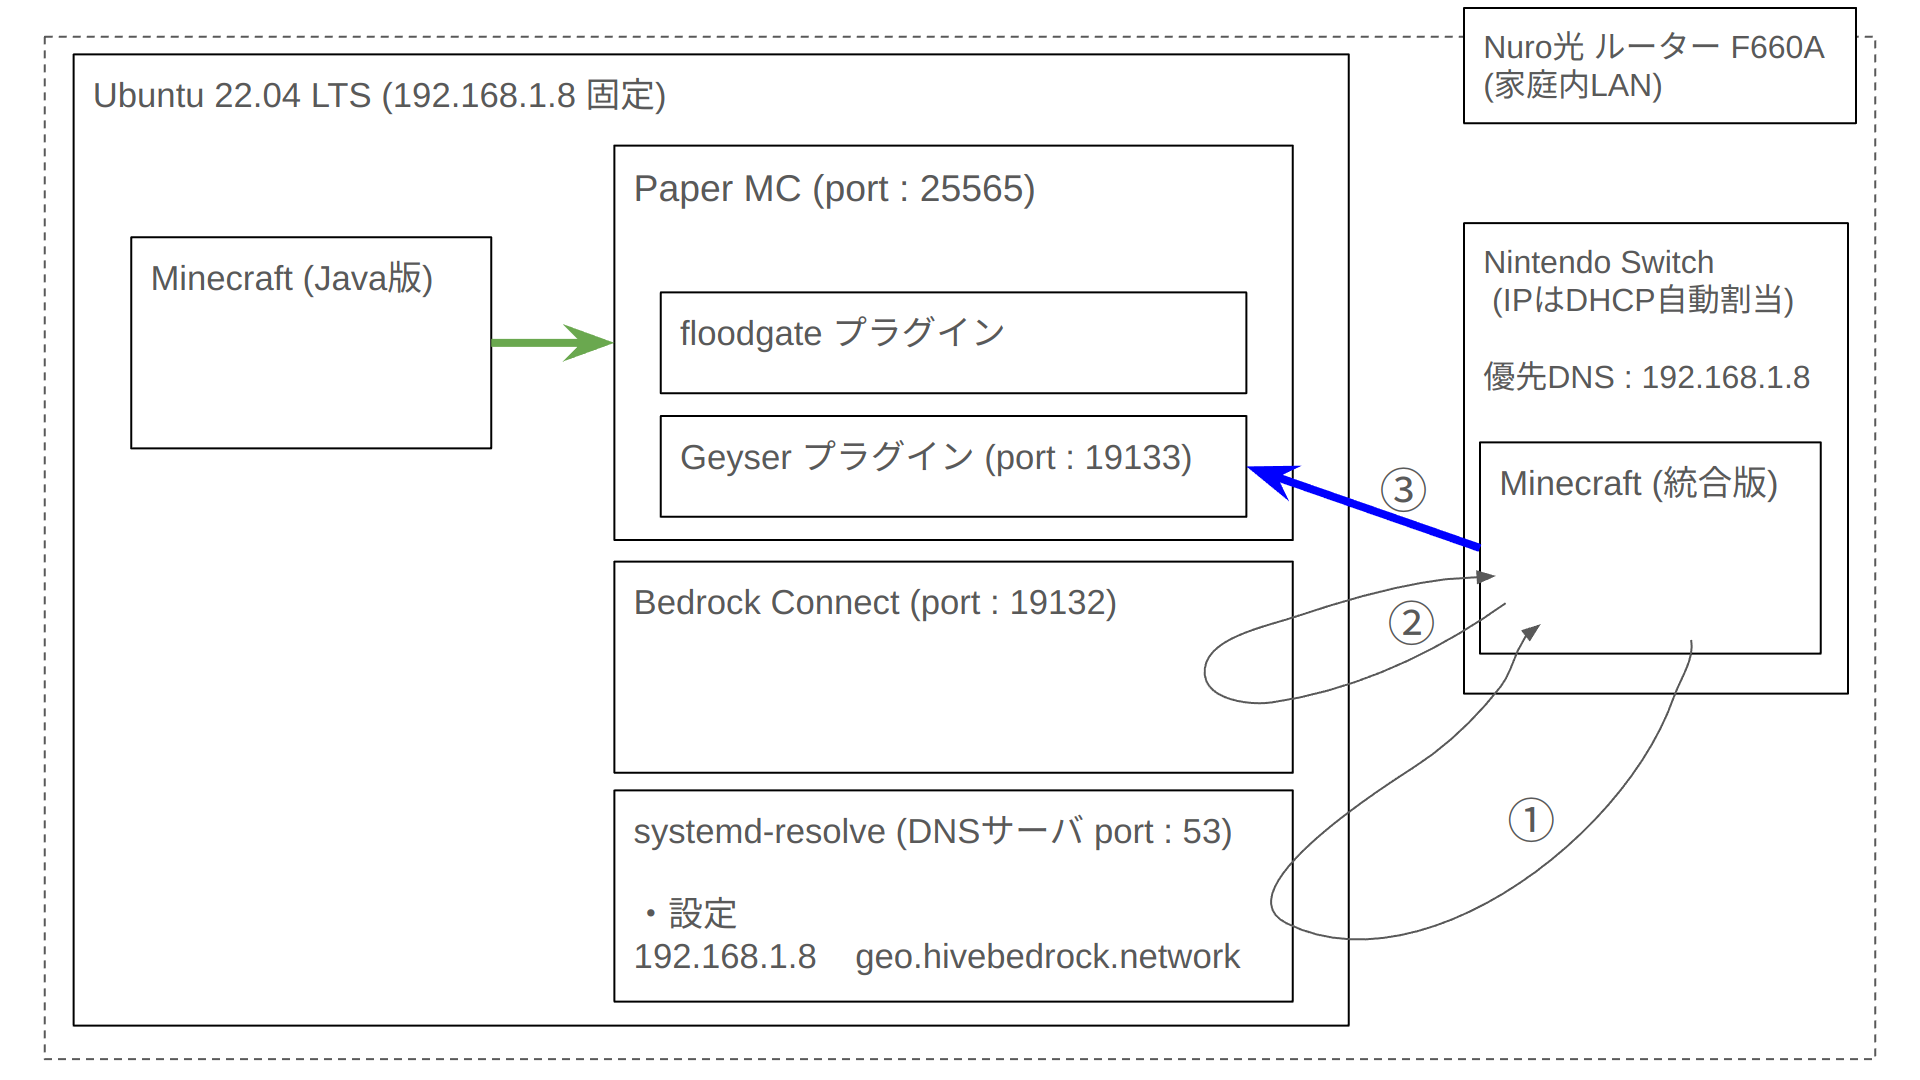 Nuro光 ルーター F660A
(家庭内LAN)
Ubuntu 22.04 LTS (192.168.1.8 固定)
Paper MC (port : 25565)
Minecraft (Java版)
floodgate プラグイン
Geyser プラグイン (port : 19133)
Nintendo Switch
(IPはDHCP自動割当)
優先DNS : 192.168.1.8
Minecraft (統合版)
③
Bedrock Connect (port : 19132)
②
systemd-resolve (DNSサーバ port : 53)
・設定
192.168.1.8 geo.hivebedrock.network
①